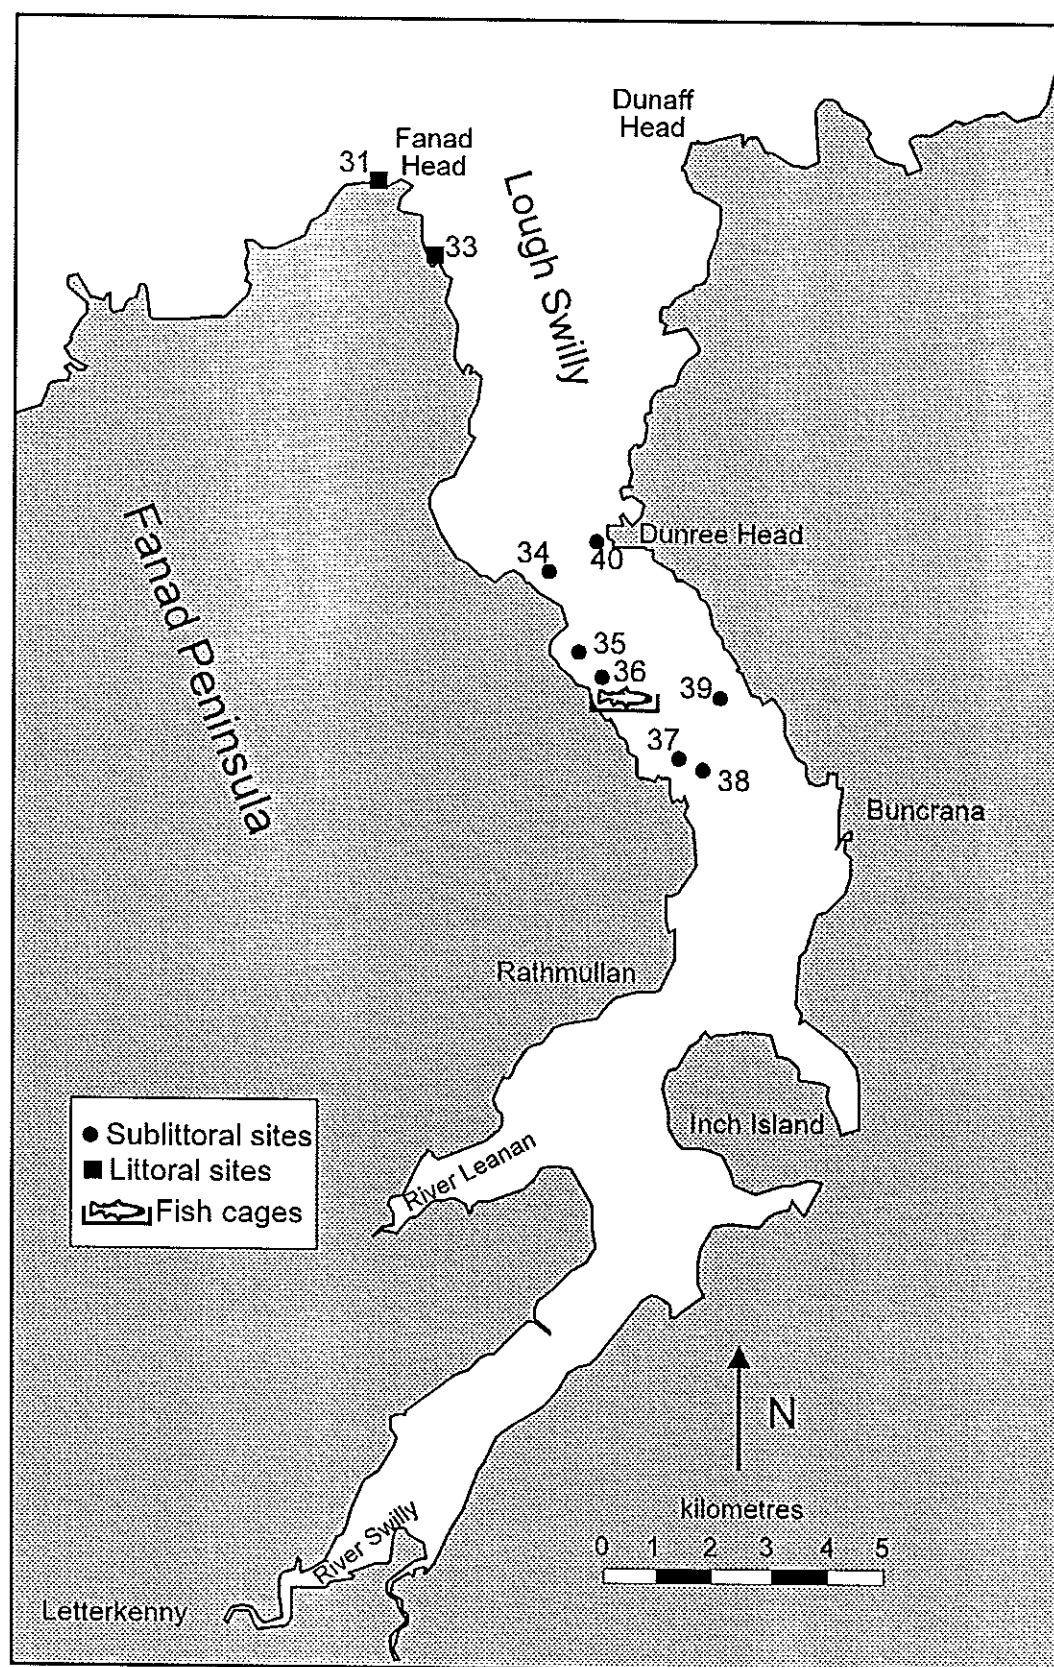 Dunaff
Head
Fanad
Head
31
33
Lough Swilly
Fanad Peninsula
Dunree Head
40
34
35
36
39
37
38
Buncrana
Rathmullan
Inch Island
River Leanan
Sublittoral sites
Littoral sites
Fish cages
N
kilometres
0 1 2 3 4 5
River Swilly
Letterkenny